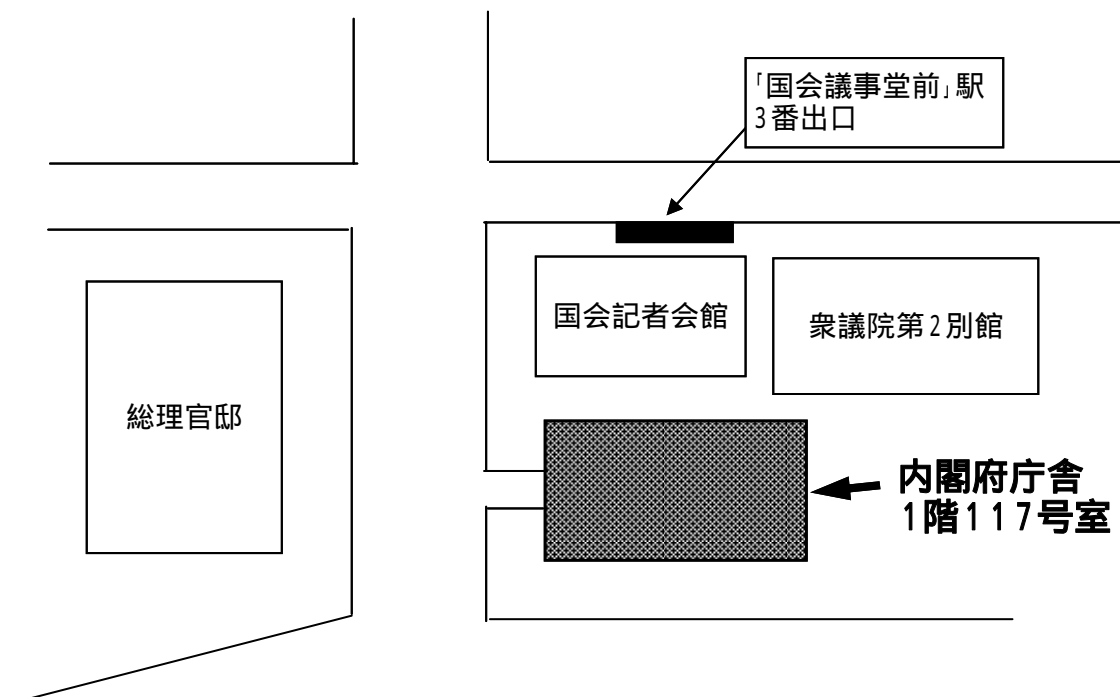 ｢国会議事堂前｣駅
3番出口
国会記者会館
衆議院第2別館
総理官邸
内閣府庁舎
1階117号室